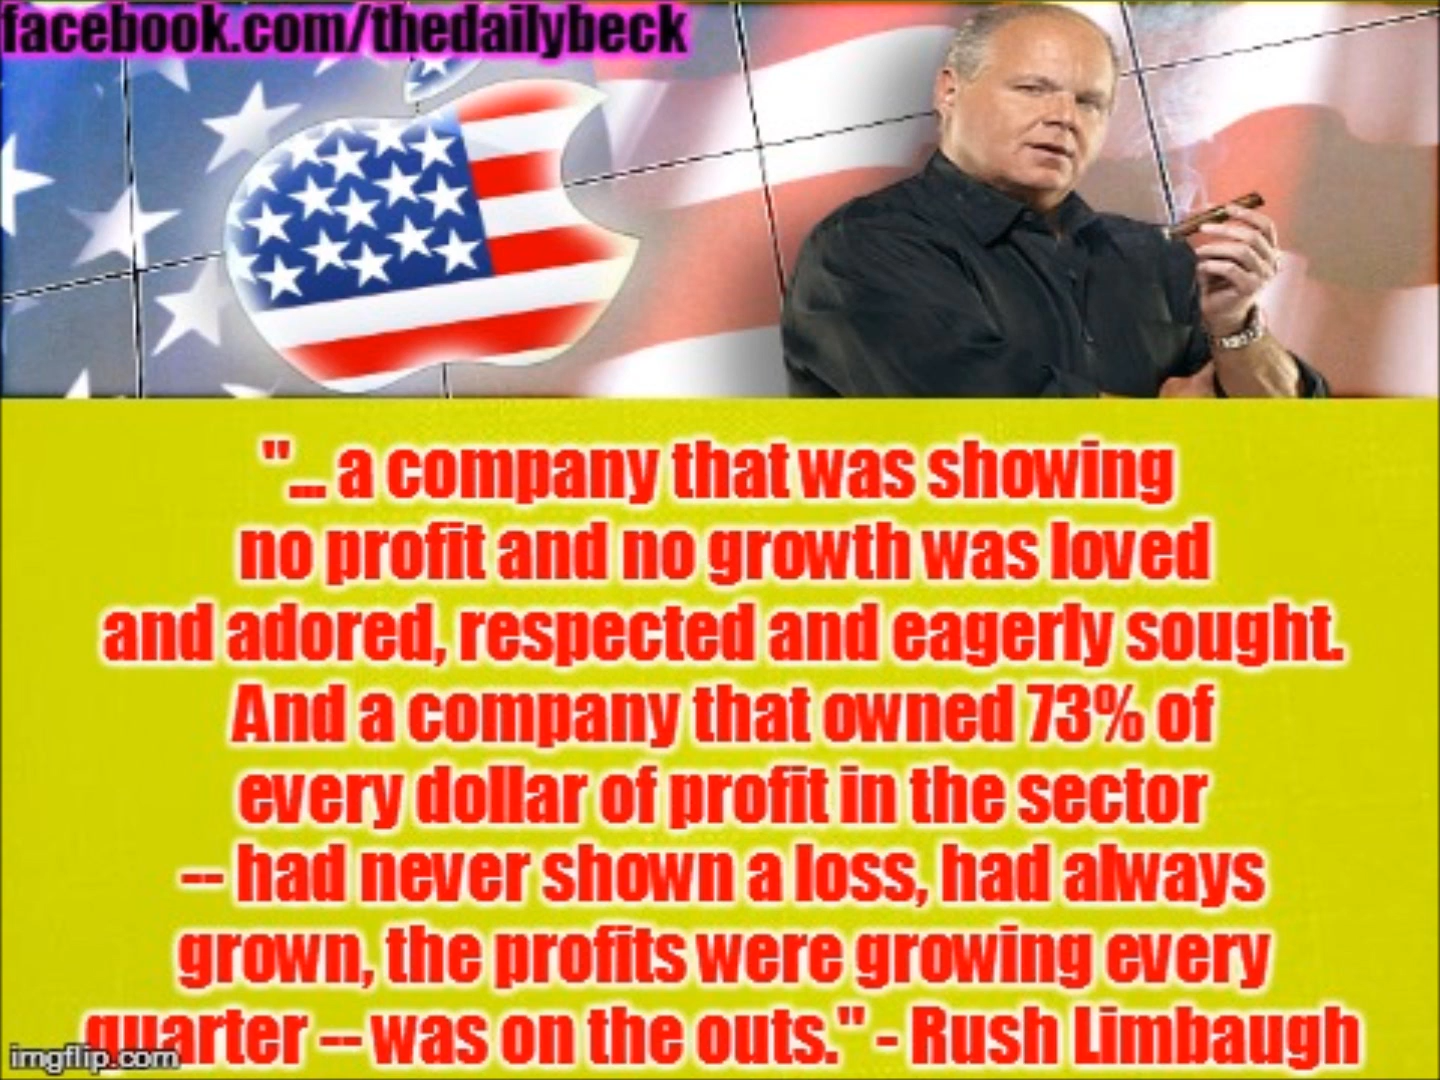 facebook.com/thedailybeck
"... a company that was showing
no profit and no growth was loved
and adored, respected and eagerly sought.
And a company that owned 73% of
every dollar of profit in the sector
-- had never shown a loss, had always
grown, the profits were growing every
quarter -- was on the outs." - Rush Limbaugh
imgflip.com